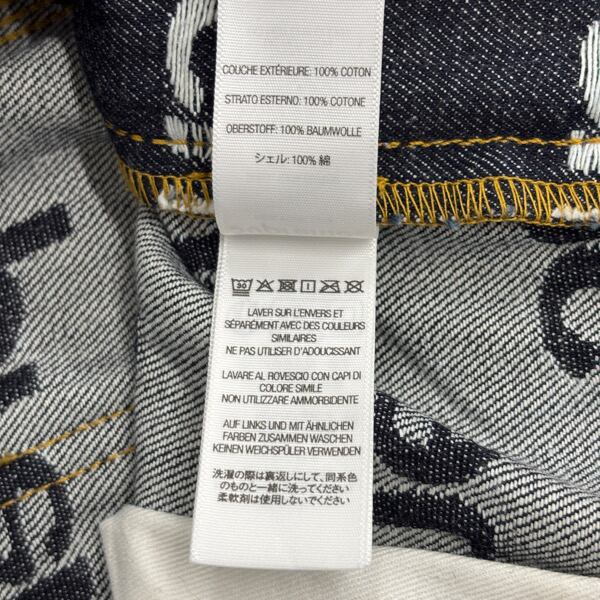 COUCHE EXTÉRIEURE: 100% COTON
STRATO ESTERNO: 100% COTONE
OBERSTOFF: 100% BAUMWOLLE
シェル: 100% 綿
30
LAVER SUR L'ENVERS ET
SÉPARÉMENT AVEC DES COULEURS
SIMILAIRES
NE PAS UTILISER D'ADOUCISSANT
LAVARE AL ROVESCIO CON CAPI DI
COLORE SIMILE
NON UTILIZZARE AMMORBIDENTE
AUF LINKS UND MIT ÄHNLICHEN
FARBEN ZUSAMMEN WASCHEN
KEINEN WEICHSPÜLER VERWENDEN
洗濯の際は裏返しにして、同系色
のものと一緒に洗ってください
柔軟剤は使用しないでください